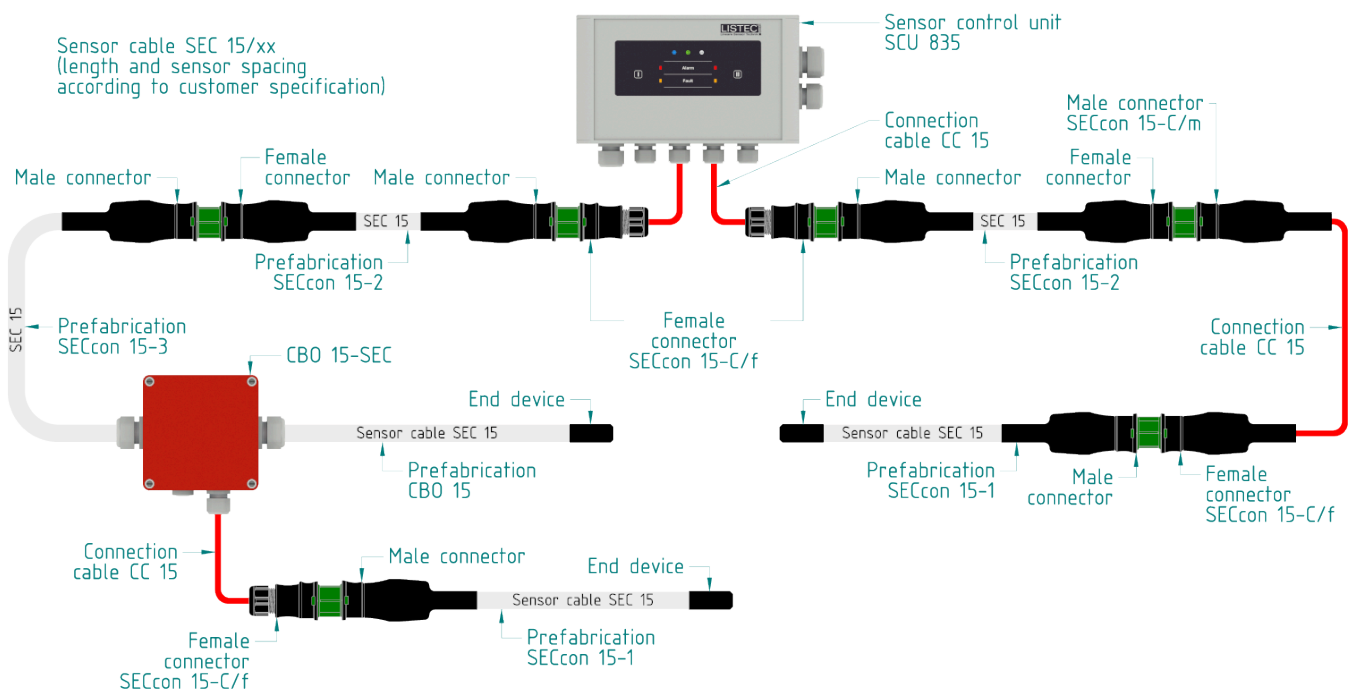 Sensor cable SEC 15/xx
(length and sensor spacing
according to customer specification)
LISTEC
Alarm
Fault
Sensor control unit
SCU 835
Connection
cable CC 15
Male connector
SECcon 15-C/m
Male connector
Female
connector
Male connector
Male connector
Female
connector
SEC 15
SEC 15
Prefabrication
SECcon 15-2
Prefabrication
SECcon 15-2
SEC 15
Prefabrication
SECcon 15-3
Female
connector
SECcon 15-C/f
Connection
cable CC 15
CBO 15-SEC
End device
End device
Sensor cable SEC 15
Sensor cable SEC 15
Prefabrication
CBO 15
Prefabrication
SECcon 15-1
Male
connector
Female
connector
SECcon 15-C/f
Connection
cable CC 15
Male connector
End device
Sensor cable SEC 15
Female
connector
SECcon 15-C/f
Prefabrication
SECcon 15-1